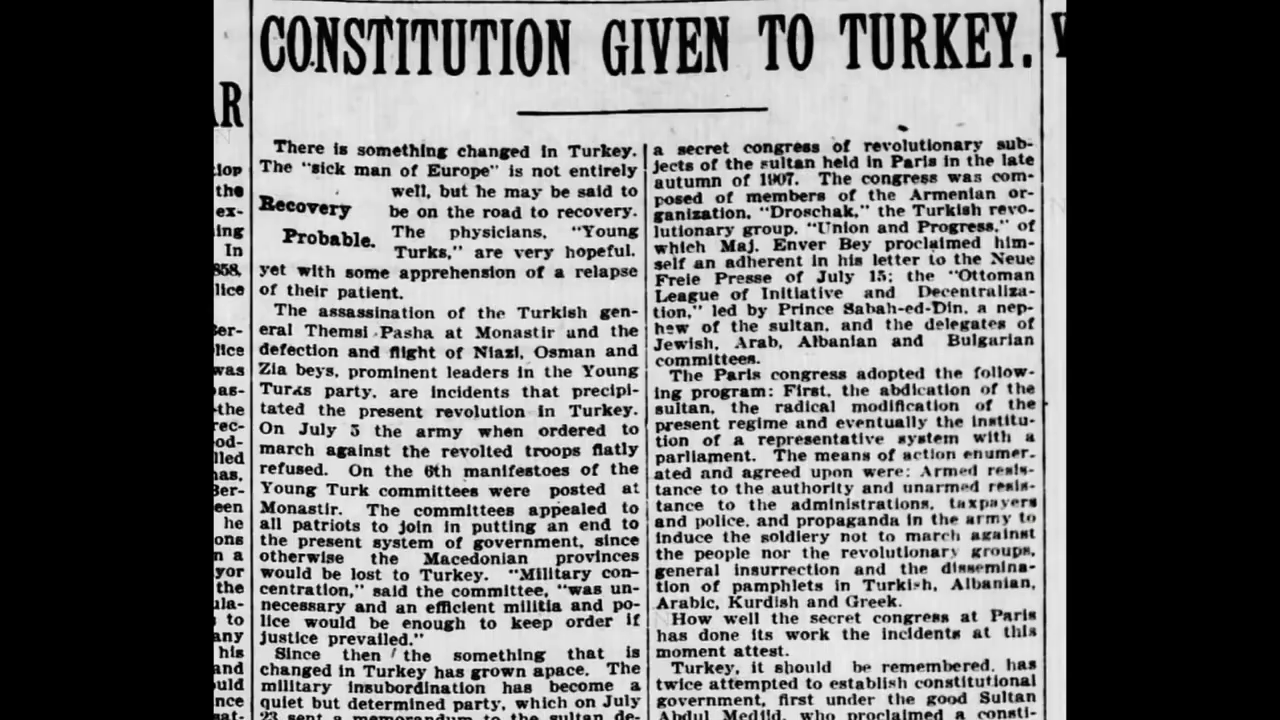 CONSTITUTION GIVEN TO TURKEY.
There is something changed in Turkey.
The "sick man of Europe" is not entirely
well, but he may be said to
Recovery be on the road to recovery.
Probable. The physicians, "Young
Turks," are very hopeful,
yet with some apprehension of a relapse
of their patient.
The assassination of the Turkish gen-
eral Themsi Pasha at Monastir and the
defection and flight of Niazi, Osman and
Zia beys, prominent leaders in the Young
Turks party, are incidents that precipi-
tated the present revolution in Turkey.
On July 5 the army when ordered to
march against the revolted troops flatly
refused. On the 6th manifestoes of the
Young Turk committees were posted at
Monastir. The committees appealed to
all patriots to join in putting an end to
the present system of government, since
otherwise the Macedonian provinces
would be lost to Turkey. "Military con-
centration," said the committee, "was un-
necessary and an efficient militia and po-
lice would be enough to keep order if
justice prevailed."
Since then the something that is
changed in Turkey has grown apace. The
military insubordination has become a
quiet but determined party, which on July
23 sent a memorandum to the sultan de-
a secret congress of revolutionary sub-
jects of the sultan held in Paris in the late
autumn of 1907. The congress was com-
posed of members of the Armenian or-
ganization, "Droschak," the Turkish revo-
lutionary group, "Union and Progress," of
which Maj. Enver Bey proclaimed him-
self an adherent in his letter to the Neue
Freie Presse of July 15; the "Ottoman
League of Initiative and Decentraliza-
tion," led by Prince Sabah-ed-Din, a nep-
hew of the sultan, and the delegates of
Jewish, Arab, Albanian and Bulgarian
committees.
The Paris congress adopted the follow-
ing program: First, the abdication of the
sultan, the radical modification of the
present regime and eventually the institu-
tion of a representative system with a
parliament. The means of action enumer-
ated and agreed upon were: Armed resis-
tance to the authority and unarmed resis-
tance to the administrations, taxpayers
and police, and propaganda in the army to
induce the soldiery not to march against
the people nor the revolutionary groups,
general insurrection and the dissemina-
tion of pamphlets in Turkish, Albanian,
Arabic, Kurdish and Greek.
How well the secret congress at Paris
has done its work the incidents at this
moment attest.
Turkey, it should be remembered, has
twice attempted to establish constitutional
government, first under the good Sultan
Abdul Medjid, who proclaimed a consti-